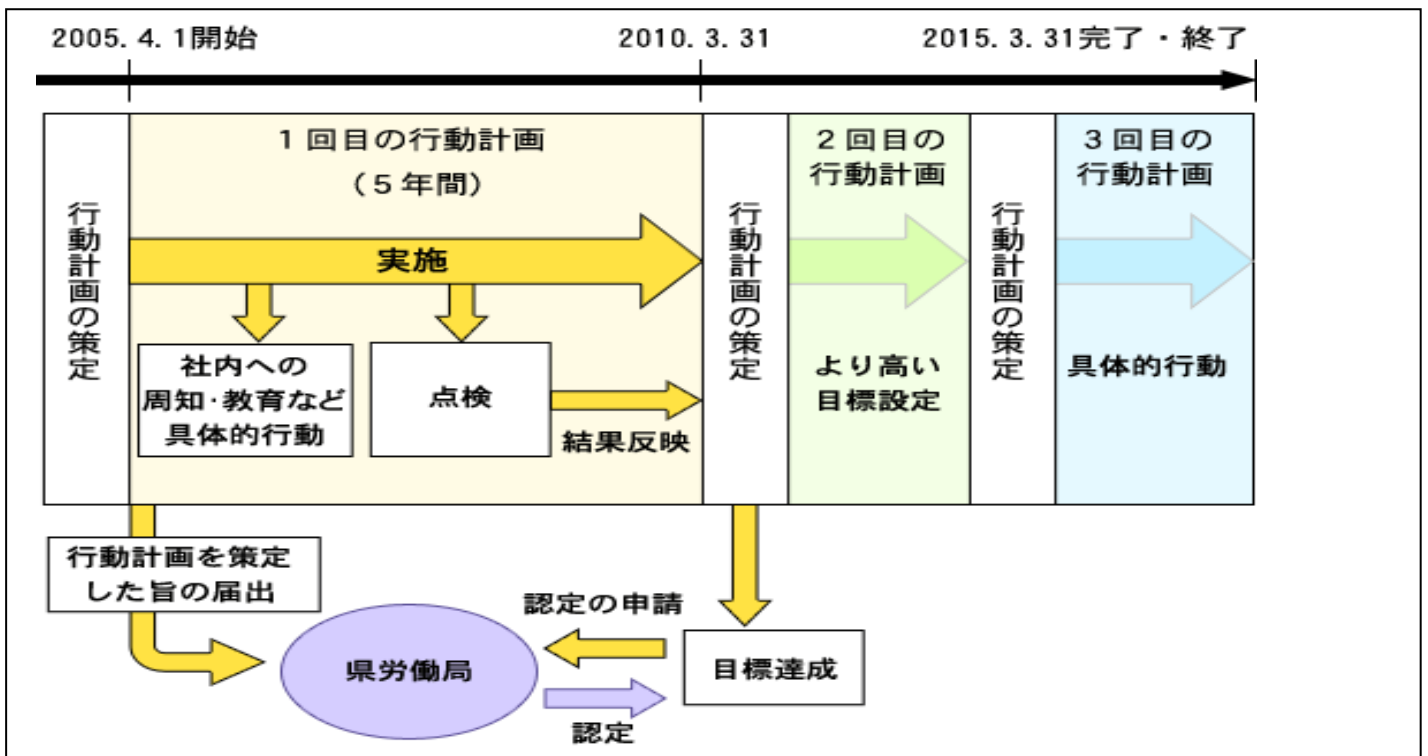 2005.4.1開始
2010.3.31
2015.3.31完了・終了
行動計画の策定
1回目の行動計画
(5年間)
実施
社内への
周知・教育など
具体的行動
点検
結果反映
行動計画の策定
2回目の
行動計画
より高い
目標設定
行動計画の策定
3回目の
行動計画
具体的行動
行動計画を策定
した旨の届出
県労働局
認定の申請
認定
目標達成